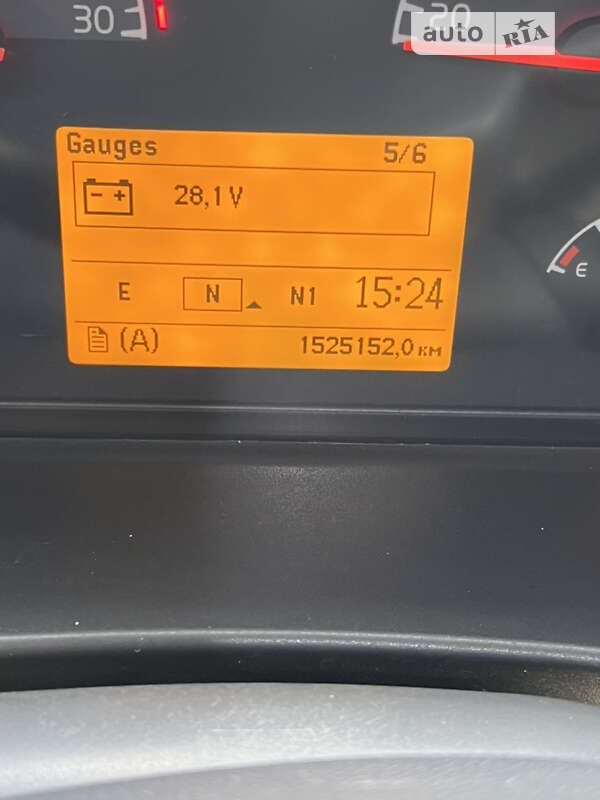 30
20
auto RIA
Gauges 5/6
28,1 V
E N N1 15:24
(A) 1525152,0 км
E